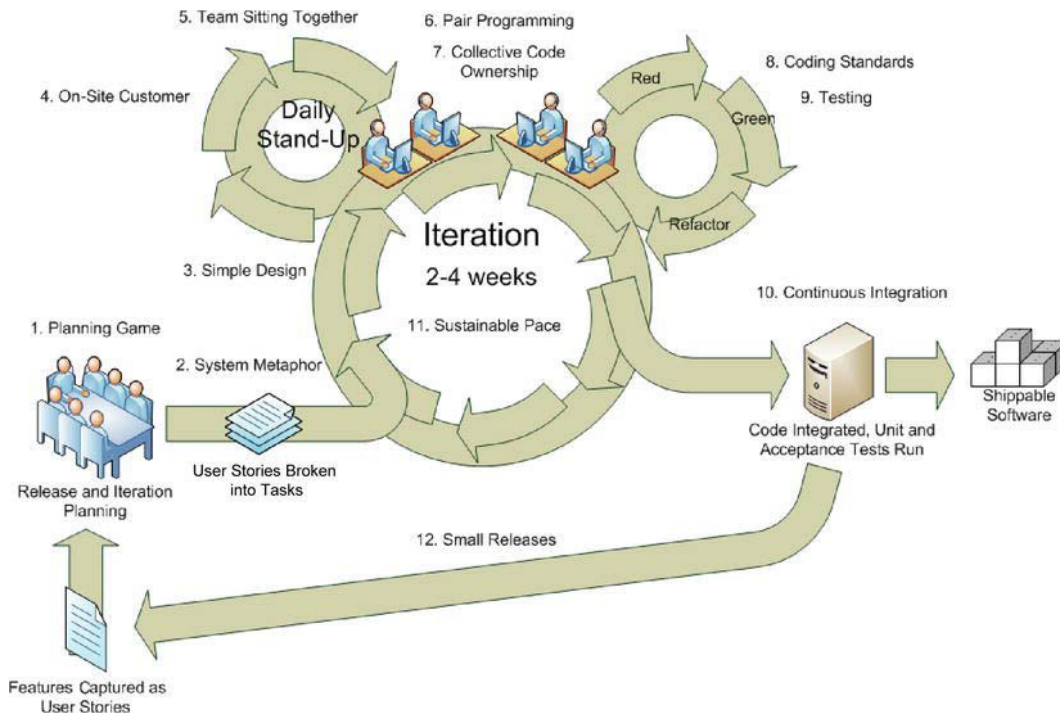 5. Team Sitting Together
6. Pair Programming
7. Collective Code
Ownership
4. On-Site Customer
Daily
Stand-Up
Red
Green
Refactor
8. Coding Standards
9. Testing
3. Simple Design
Iteration
2-4 weeks
11. Sustainable Pace
10. Continuous Integration
1. Planning Game
2. System Metaphor
Shippable
Software
Code Integrated, Unit and
Acceptance Tests Run
User Stories Broken
into Tasks
Release and Iteration
Planning
12. Small Releases
Features Captured as
User Stories